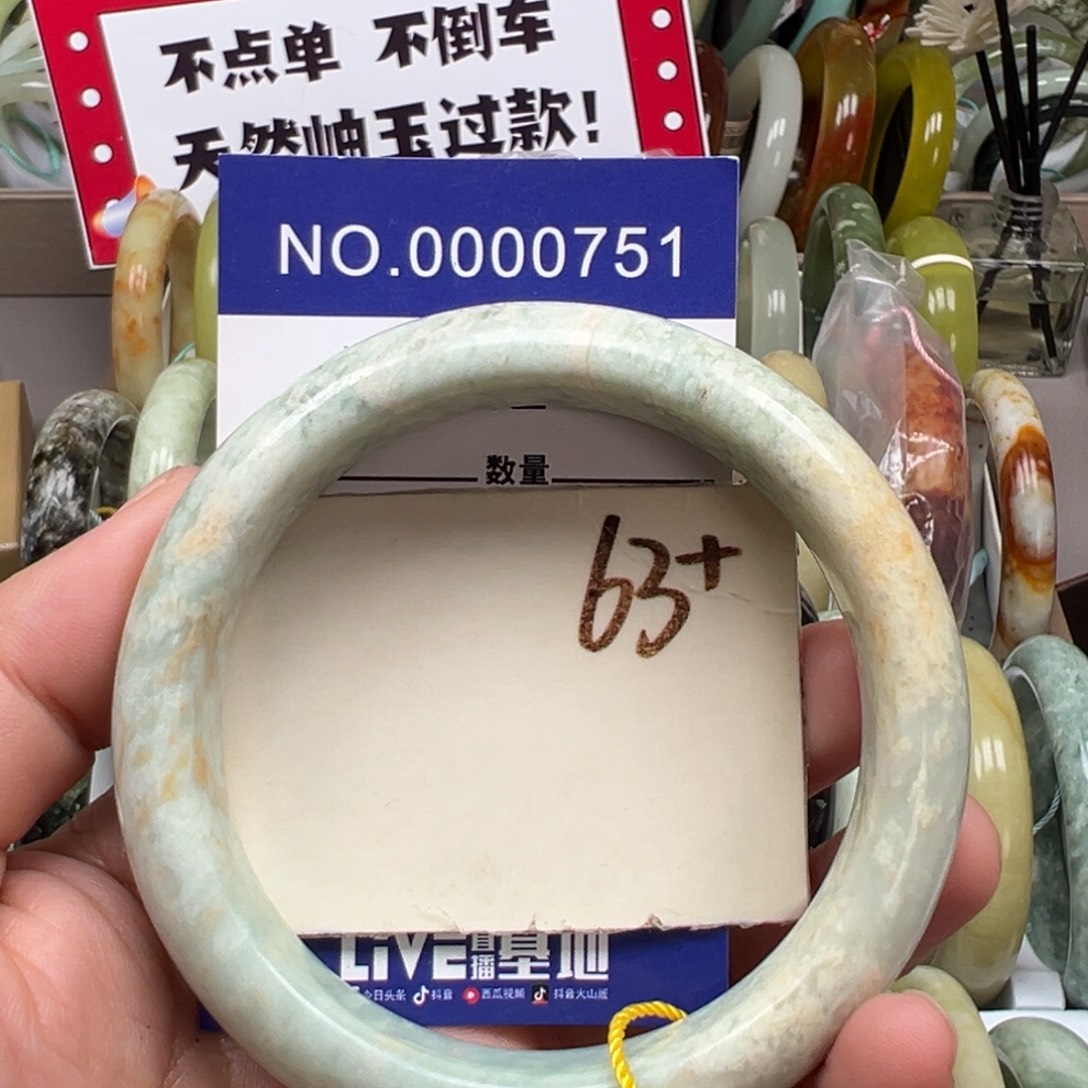 不点单 不倒车
天然岫玉过款!
NO.0000751
数量
63+
LiVE直播基地
今日头条 抖音 西瓜视频 抖音火山版